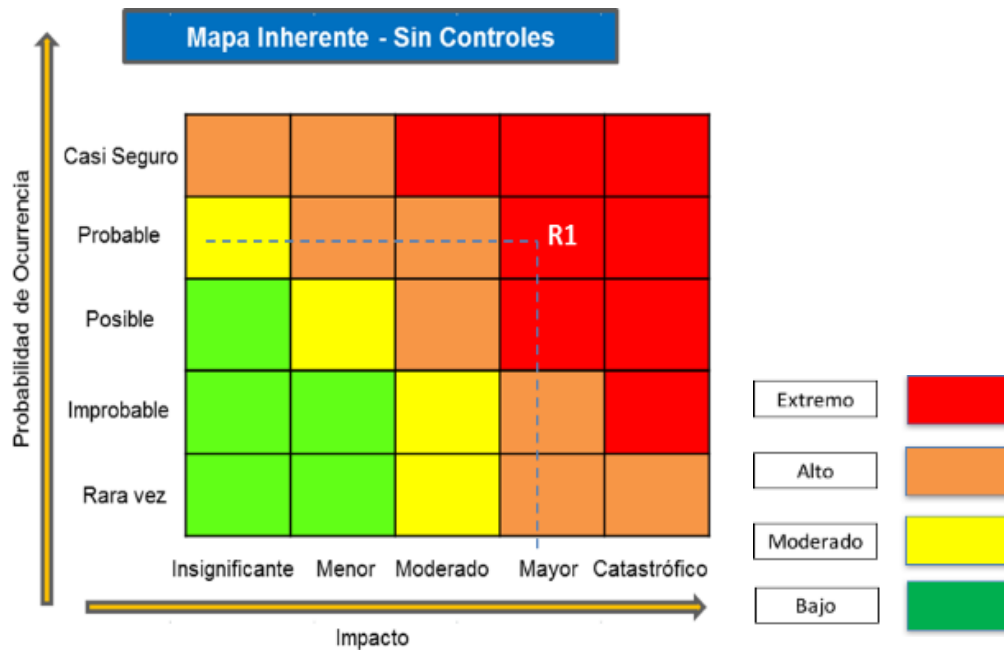 Mapa Inherente - Sin Controles
Probabilidad de Ocurrencia
Casi Seguro
Probable
R1
Posible
Improbable
Rara vez
Insignificante Menor Moderado Mayor Catastrófico
Impacto
Extremo
Alto
Moderado
Bajo